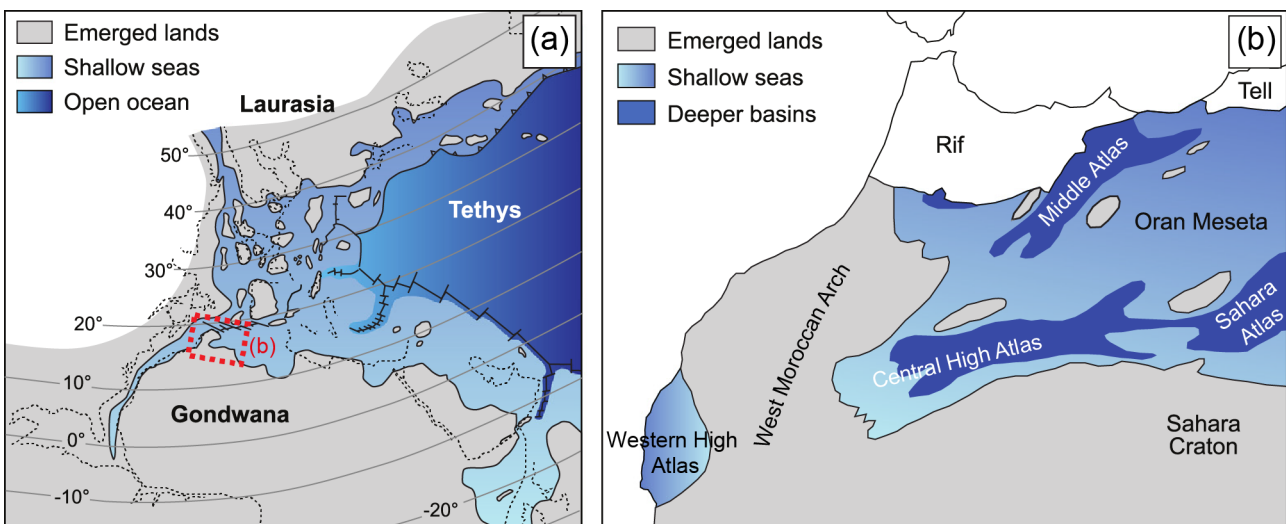 Emerged lands
(a)
Shallow seas
Open ocean
Laurasia
50°
40°
Tethys
30°
20°
(b)
10°
Gondwana
0°
-10°
-20°
Emerged lands
(b)
Shallow seas
Deeper basins
Tell
Rif
Middle Atlas
Oran Meseta
West Moroccan Arch
Sahara
Atlas
Central High Atlas
Western High
Atlas
Sahara
Craton